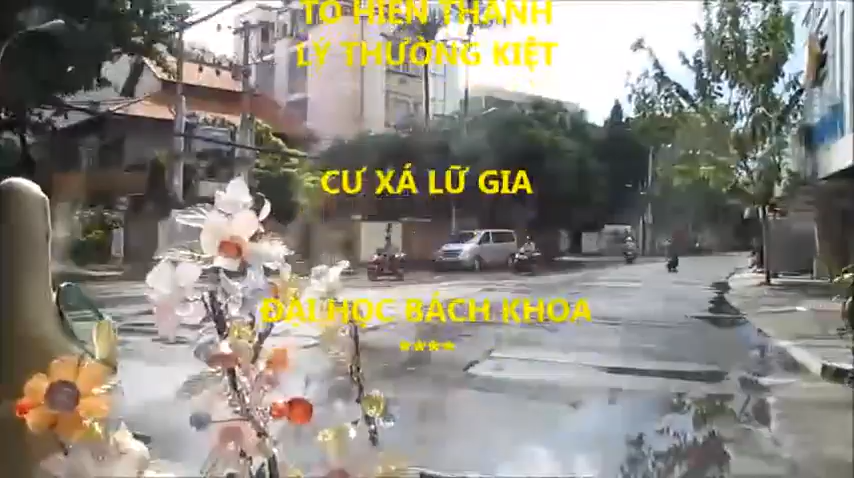 TÔ HIẾN THÀNH
LÝ THƯỜNG KIỆT
CƯ XÁ LỮ GIA
ĐẠI HỌC BÁCH KHOA
****